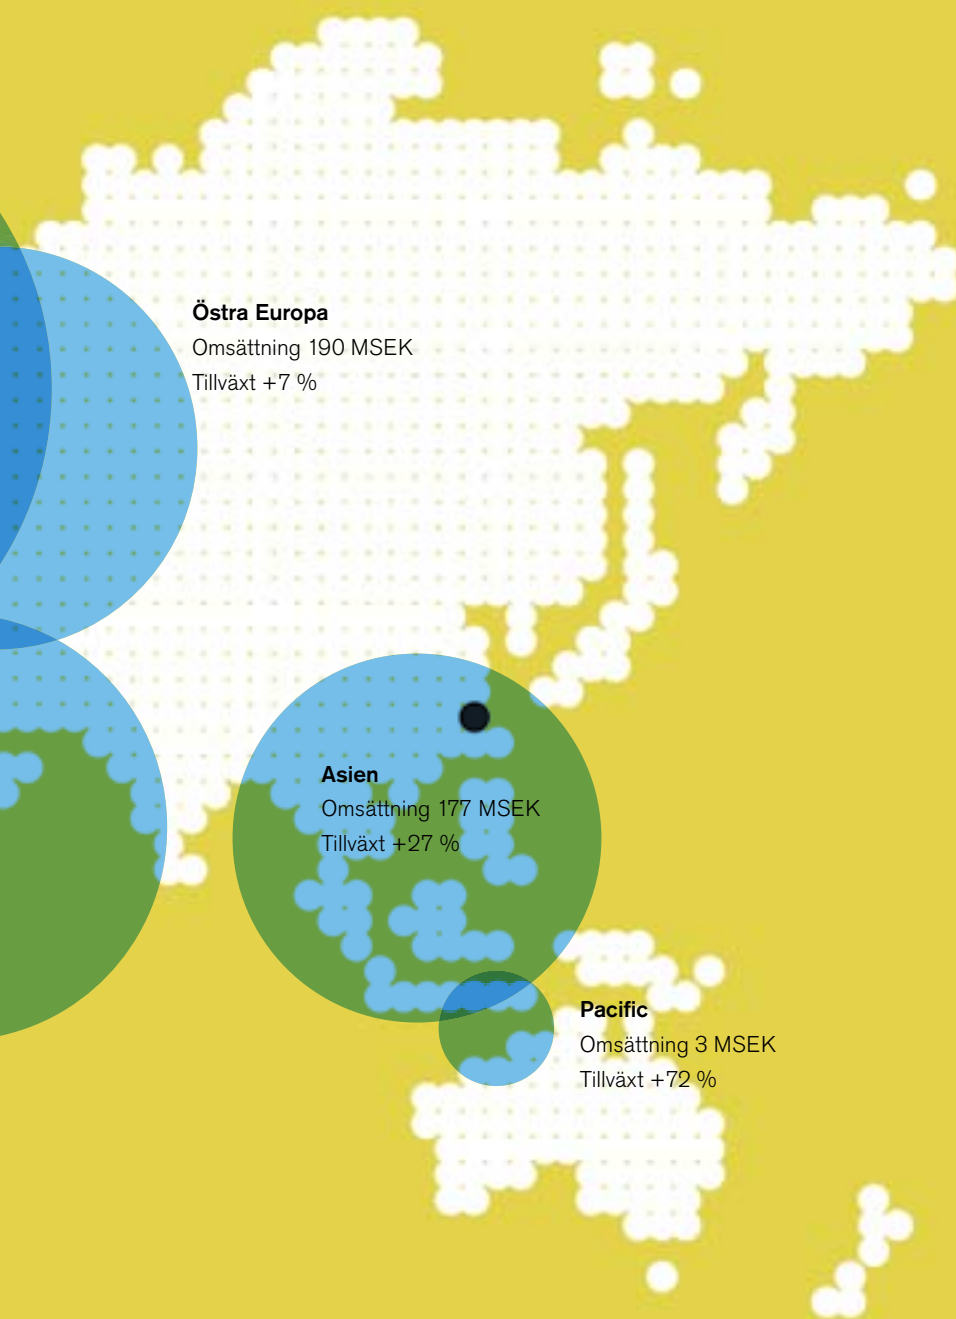 Östra Europa
Omsättning 190 MSEK
Tillväxt +7 %
Asien
Omsättning 177 MSEK
Tillväxt +27 %
Pacific
Omsättning 3 MSEK
Tillväxt +72 %